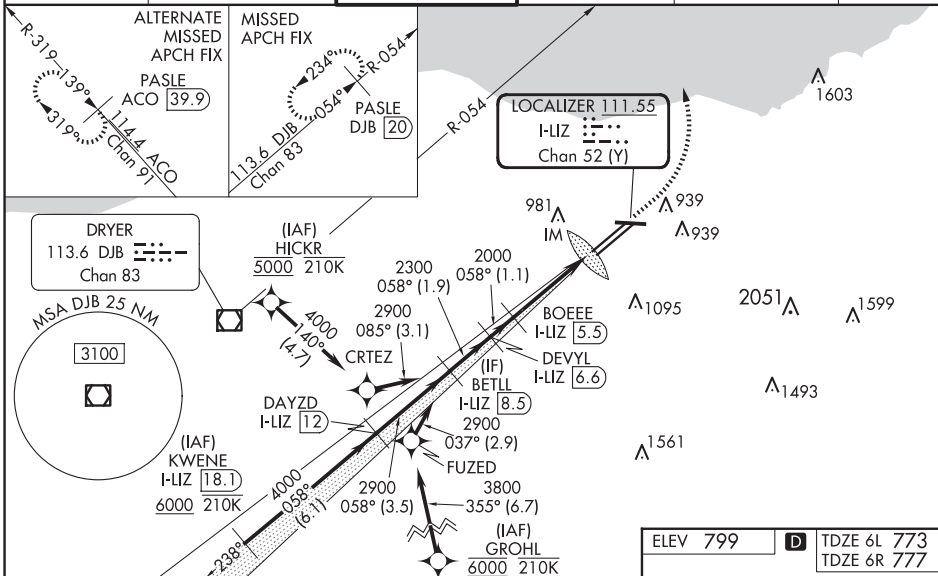 ALTERNATE
MISSED
APCH FIX
R-319
139°
319°
PASLE
ACO 39.9
114.4 ACO
Chan 91
MISSED
APCH FIX
234°
R-054
054°
PASLE
DJB 20
113.6 DJB
Chan 83
R-054
LOCALIZER 111.55
I-LIZ
Chan 52 (Y)
1603
981
IM
939
939
DRYER
113.6 DJB
Chan 83
(IAF)
HICKR
5000 210K
4000
140°
(4.7)
2300
058° (1.9)
2000
058° (1.1)
2900
085° (3.1)
CRTEZ
BOEEE
I-LIZ 5.5
DEVYL
I-LIZ 6.6
(IF)
BETLL
I-LIZ 8.5
1095
2051
1599
1493
1561
MSA DJB 25 NM
3100
DAYZD
I-LIZ 12
2900
037° (2.9)
FUZED
(IAF)
KWENE
I-LIZ 18.1
6000 210K
4000
058°
(6.1)
238°
2900
058° (3.5)
3800
355° (6.7)
(IAF)
GROHL
6000 210K
ELEV 799
D
TDZE 6L 773
TDZE 6R 777